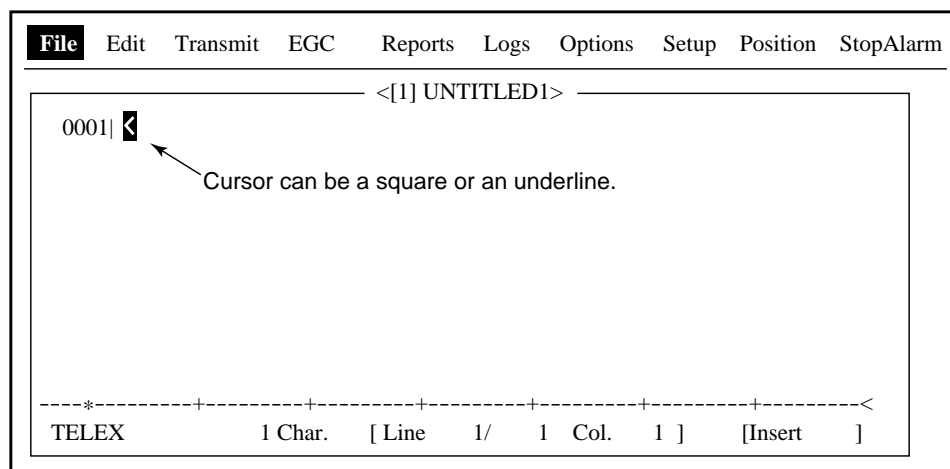 File Edit Transmit EGC Reports Logs Options Setup Position StopAlarm
<[1] UNTITLED1>
0001| <
Cursor can be a square or an underline.
----*---------+---------+---------+---------+---------+---------+---------<
TELEX 1 Char. [ Line 1/ 1 Col. 1 ] [Insert ]